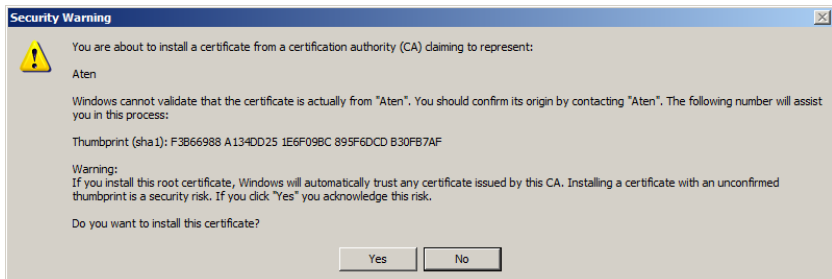 Security Warning
You are about to install a certificate from a certification authority (CA) claiming to represent:
Aten
Windows cannot validate that the certificate is actually from "Aten". You should confirm its origin by contacting "Aten". The following number will assist
you in this process:
Thumbprint (sha1): F3B66988 A134DD25 1E6F09BC 895F6DCD B30FB7AF
Warning:
If you install this root certificate, Windows will automatically trust any certificate issued by this CA. Installing a certificate with an unconfirmed
thumbprint is a security risk. If you click "Yes" you acknowledge this risk.
Do you want to install this certificate?
Yes
No